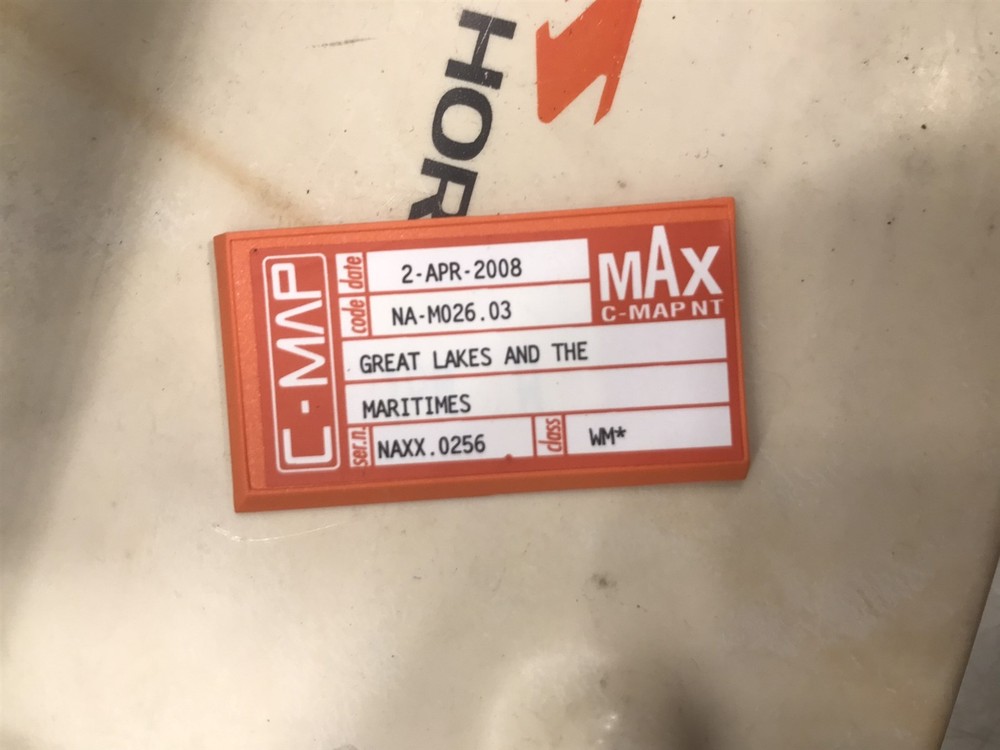 HOR
C-MAP
date 2-APR-2008
code NA-M026.03
MAX
C-MAP NT
GREAT LAKES AND THE
MARITIMES
ser.n. NAXX.0256
class WM*